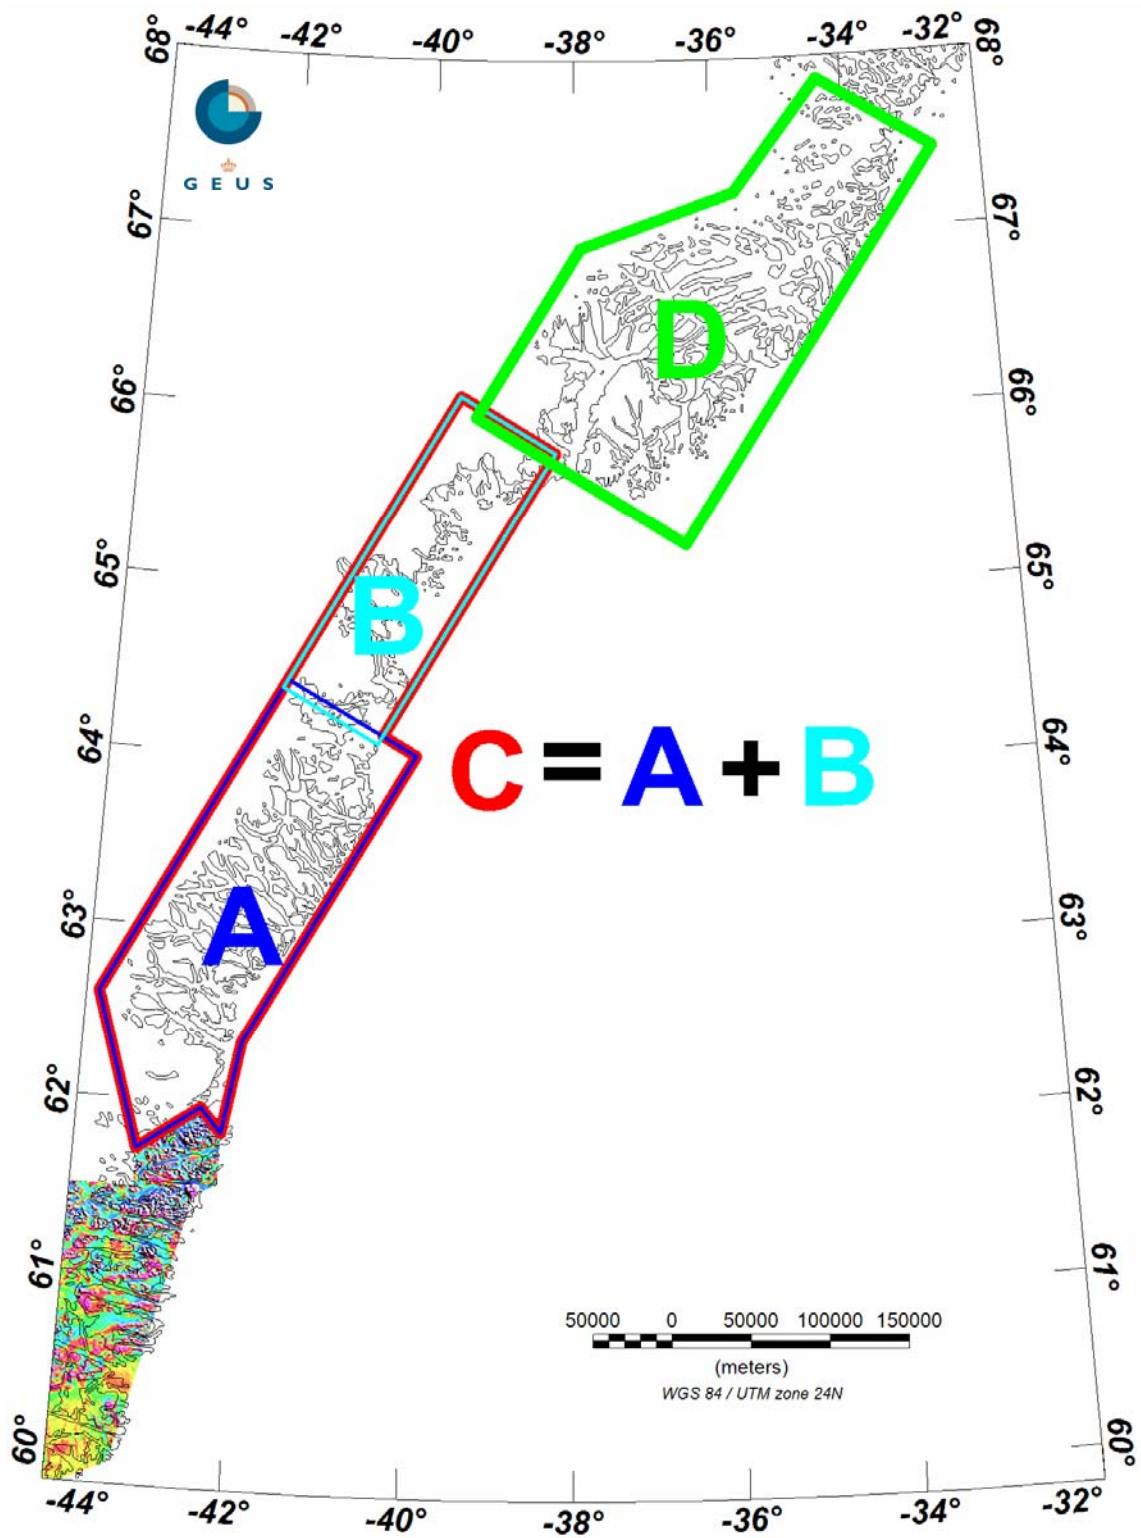 -44° -42° -40° -38° -36° -34° -32°
68° 68°
GEUS
67° 67°
D
66° 66°
65° 65°
B
64° 64°
C = A + B
63° 63°
A
62° 62°
61° 61°
50000 0 50000 100000 150000
(meters)
WGS 84 / UTM zone 24N
60° 60°
-44° -42° -40° -38° -36° -34° -32°